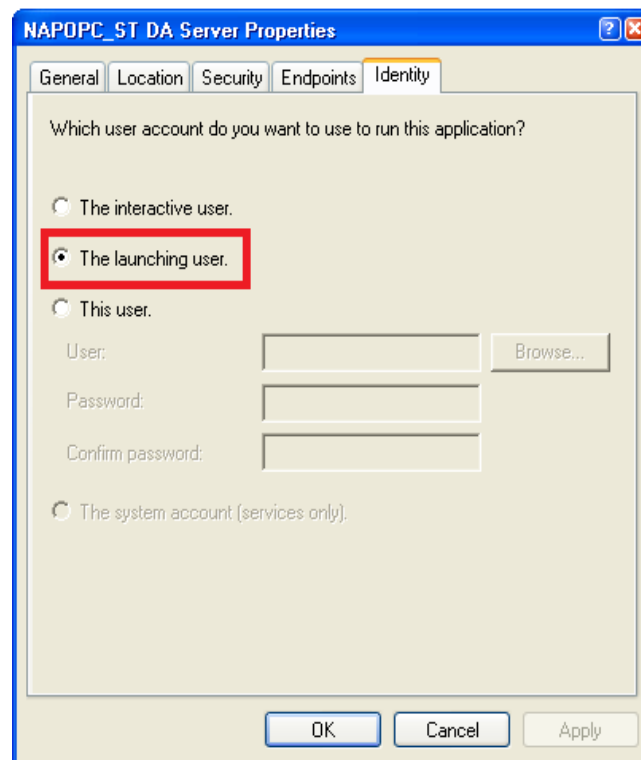 NAPOPC_ST DA Server Properties
General Location Security Endpoints Identity
Which user account do you want to use to run this application?
The interactive user.
The launching user.
This user.
User:
Browse...
Password:
Confirm password:
The system account (services only).
OK Cancel Apply